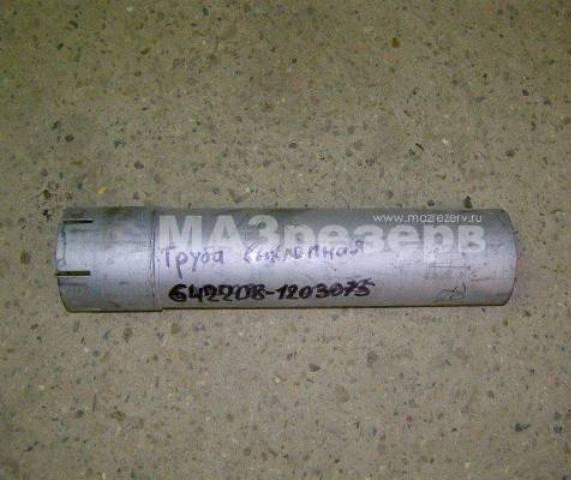 www.mazrezerv.ru
МАЗрезерв
Труба выхлопная
642208-1203075